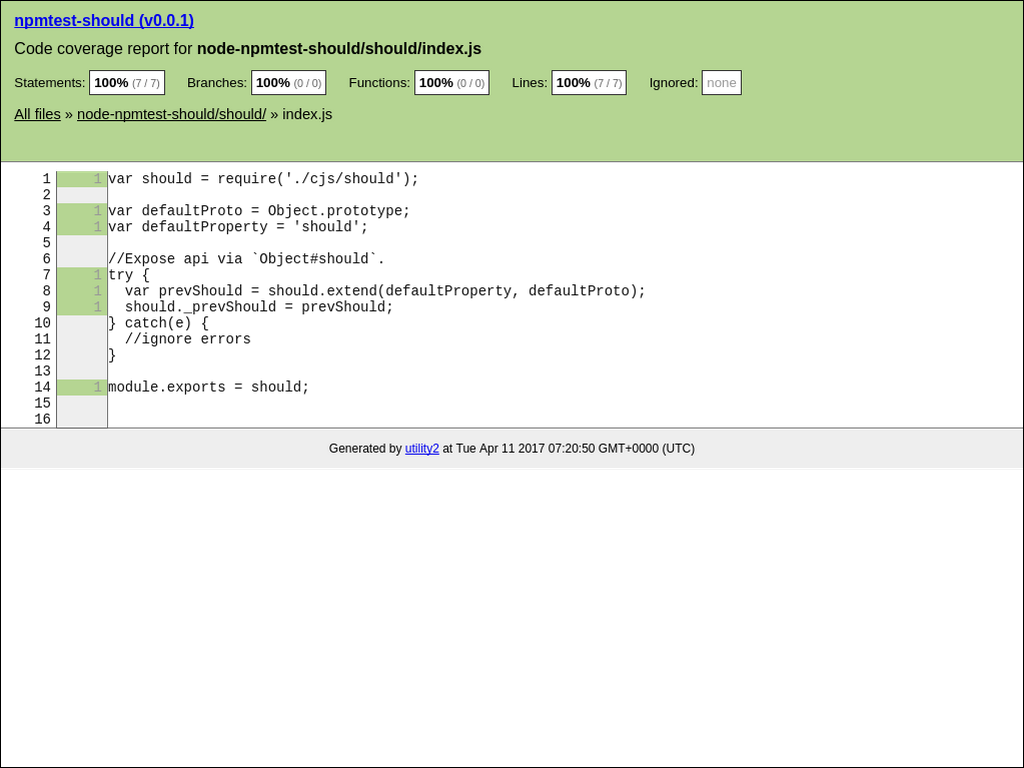 npmtest-should (v0.0.1)
Code coverage report for node-npmtest-should/should/index.js
Statements: 100% (7 / 7) Branches: 100% (0 / 0) Functions: 100% (0 / 0) Lines: 100% (7 / 7) Ignored: none
All files » node-npmtest-should/should/ » index.js
1 1 var should = require('./cjs/should');
2
3 1 var defaultProto = Object.prototype;
4 1 var defaultProperty = 'should';
5
6 //Expose api via `Object#should`.
7 1 try {
8 1   var prevShould = should.extend(defaultProperty, defaultProto);
9 1   should._prevShould = prevShould;
10 } catch(e) {
11   //ignore errors
12 }
13
14 1 module.exports = should;
15
16
Generated by utility2 at Tue Apr 11 2017 07:20:50 GMT+0000 (UTC)